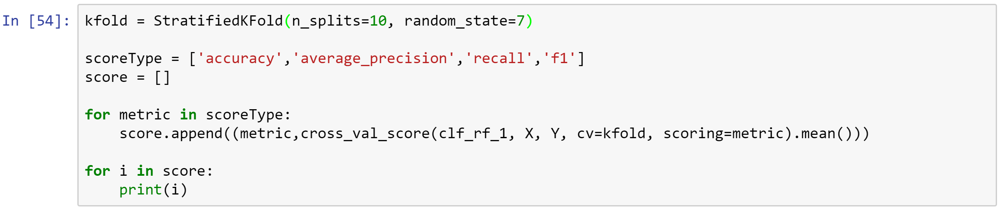 In [54]: kfold = StratifiedKFold(n_splits=10, random_state=7)
scoreType = ['accuracy','average_precision','recall','f1']
score = []
for metric in scoreType:
    score.append((metric,cross_val_score(clf_rf_1, X, Y, cv=kfold, scoring=metric).mean()))
for i in score:
    print(i)